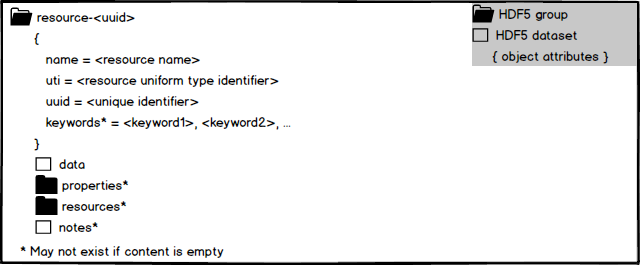 resource-<uuid>
{
name = <resource name>
uti = <resource uniform type identifier>
uuid = <unique identifier>
keywords* = <keyword1>, <keyword2>, ...
}
data
properties*
resources*
notes*
* May not exist if content is empty
HDF5 group
HDF5 dataset
{ object attributes }